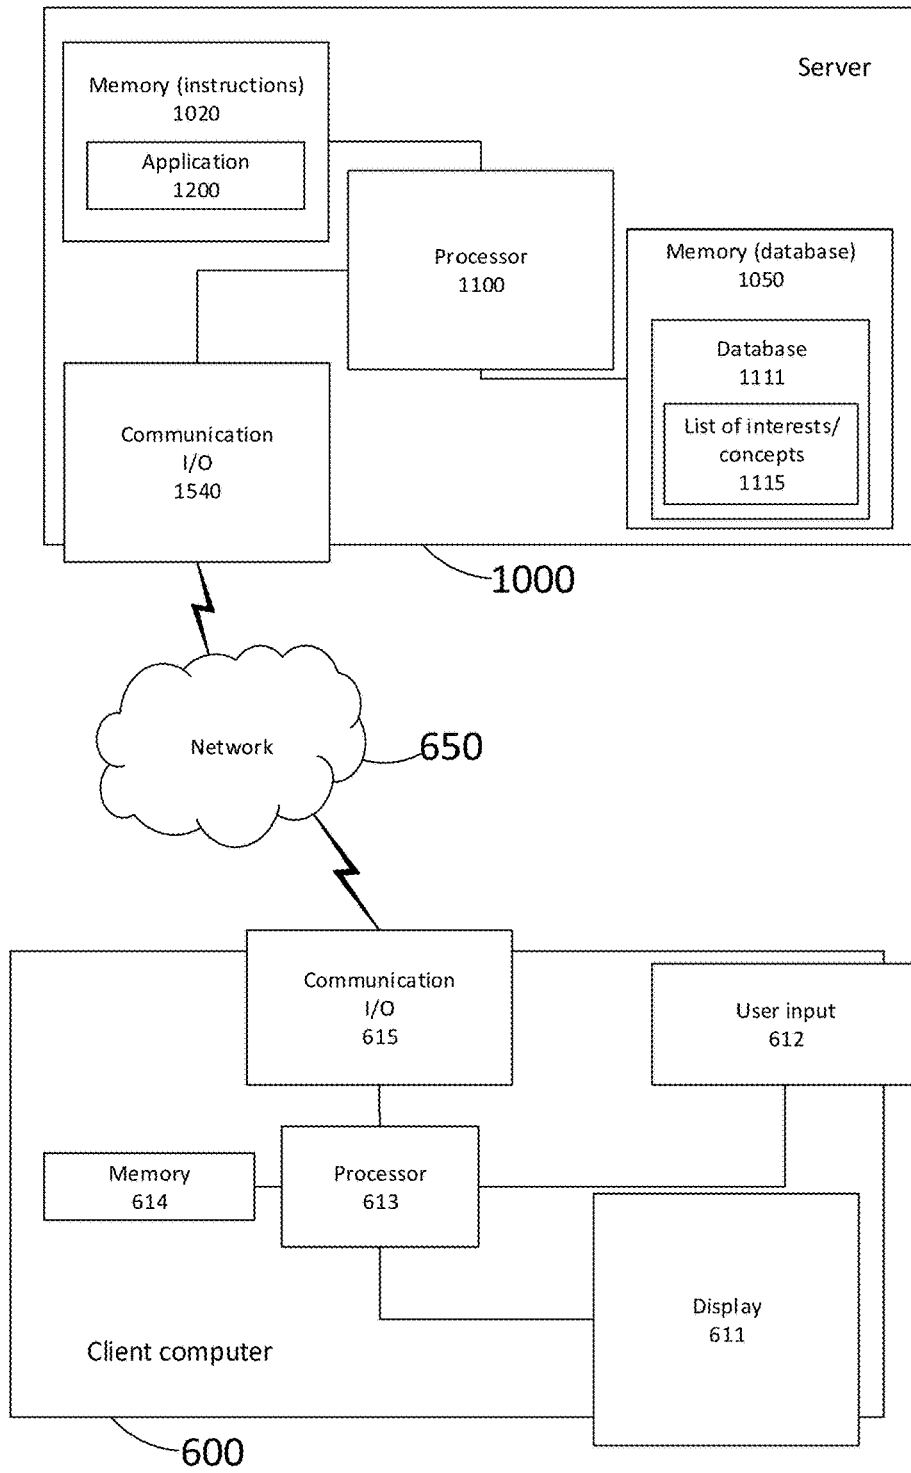 Server
Memory (instructions)
1020
Application
1200
Processor
1100
Memory (database)
1050
Database
1111
List of interests/
concepts
1115
Communication
I/O
1540
1000
Network
650
Communication
I/O
615
User input
612
Memory
614
Processor
613
Display
611
Client computer
600